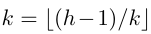 k = ⌊(h−1)/k⌋